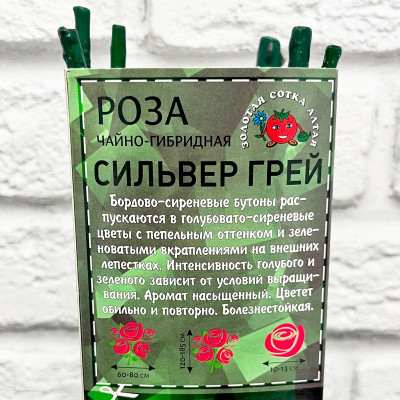 РОЗА
ЧАЙНО-ГИБРИДНАЯ
ЗОЛОТАЯ СОТКА АЛТАЯ
СИЛЬВЕР ГРЕЙ
Бордово-сиреневые бутоны рас-
пускаются в голубовато-сиреневые
цветы с пепельным оттенком и зеле-
новатыми вкраплениями на внешних
лепестках. Интенсивность голубого и
зеленого зависит от условий выращи-
вания. Аромат насыщенный. Цветет
обильно и повторно. Болезнестойкая.
60-80 СМ
120-185 СМ
10-13 СМ